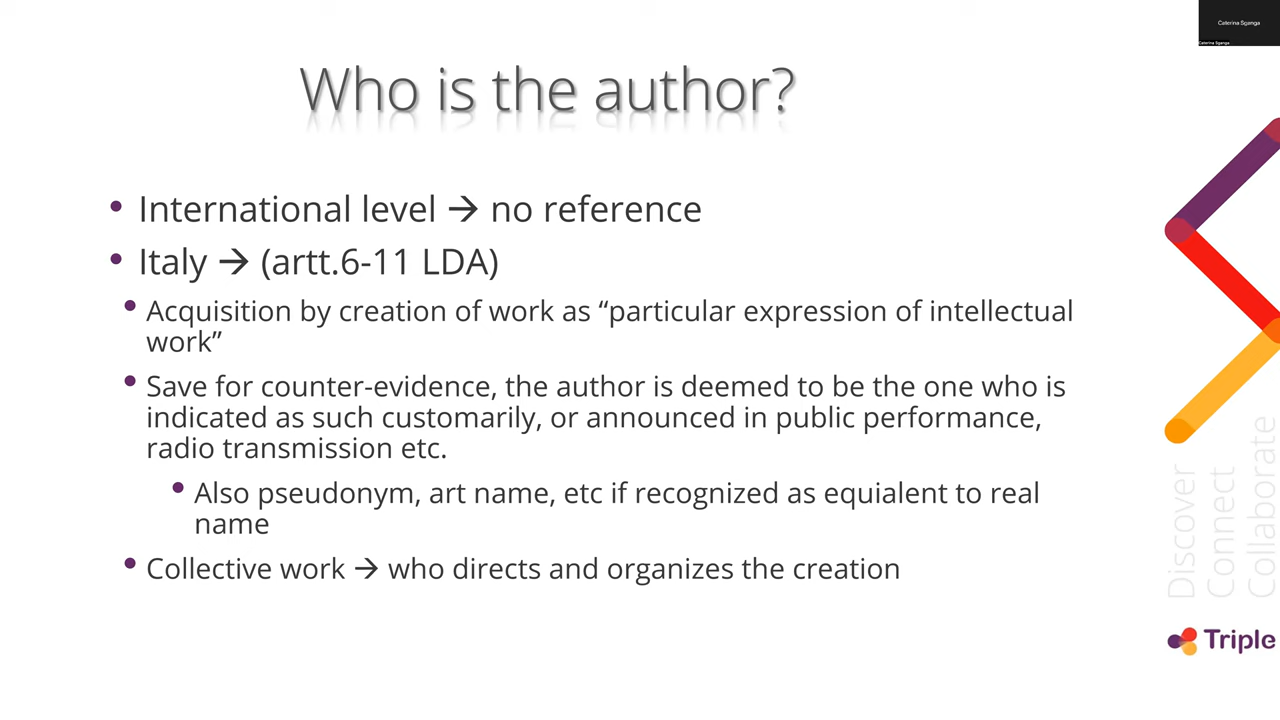 Caterina Sganga
Caterina Sganga
Who is the author?
• International level → no reference
• Italy → (artt.6-11 LDA)
• Acquisition by creation of work as “particular expression of intellectual
work”
• Save for counter-evidence, the author is deemed to be the one who is
indicated as such customarily, or announced in public performance,
radio transmission etc.
• Also pseudonym, art name, etc if recognized as equialent to real
name
• Collective work → who directs and organizes the creation
Discover
Connect
Collaborate
Triple